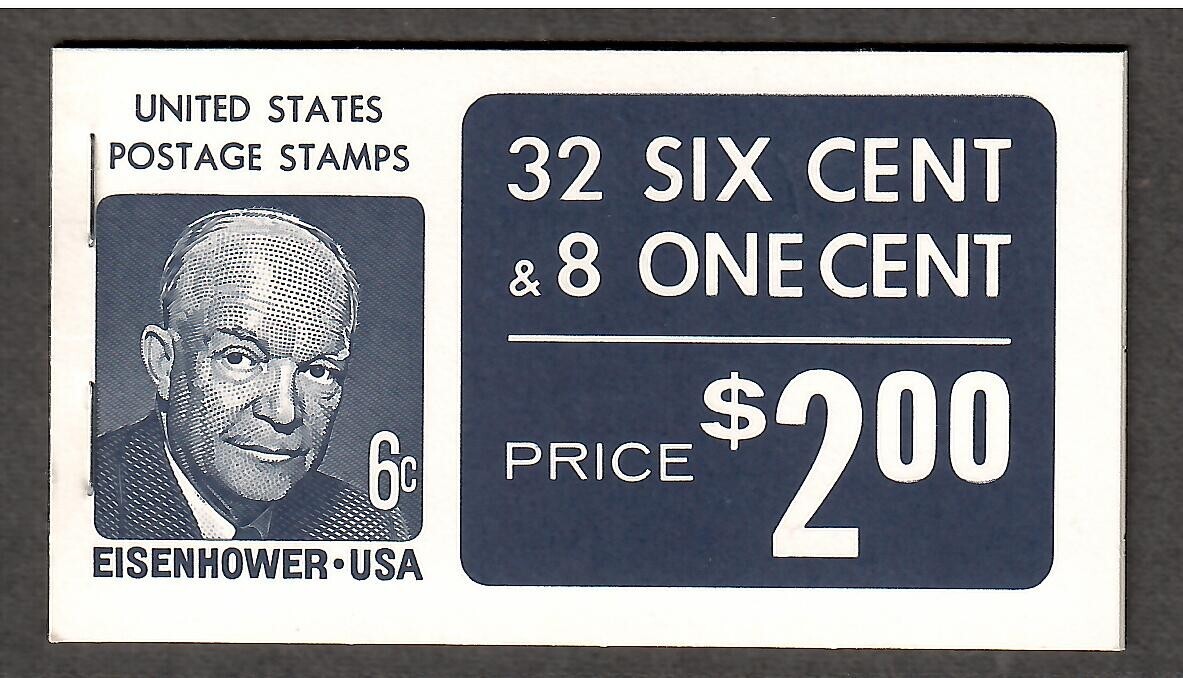 UNITED STATES
POSTAGE STAMPS
6c
EISENHOWER·USA
32 SIX CENT
& 8 ONE CENT
PRICE $2.00